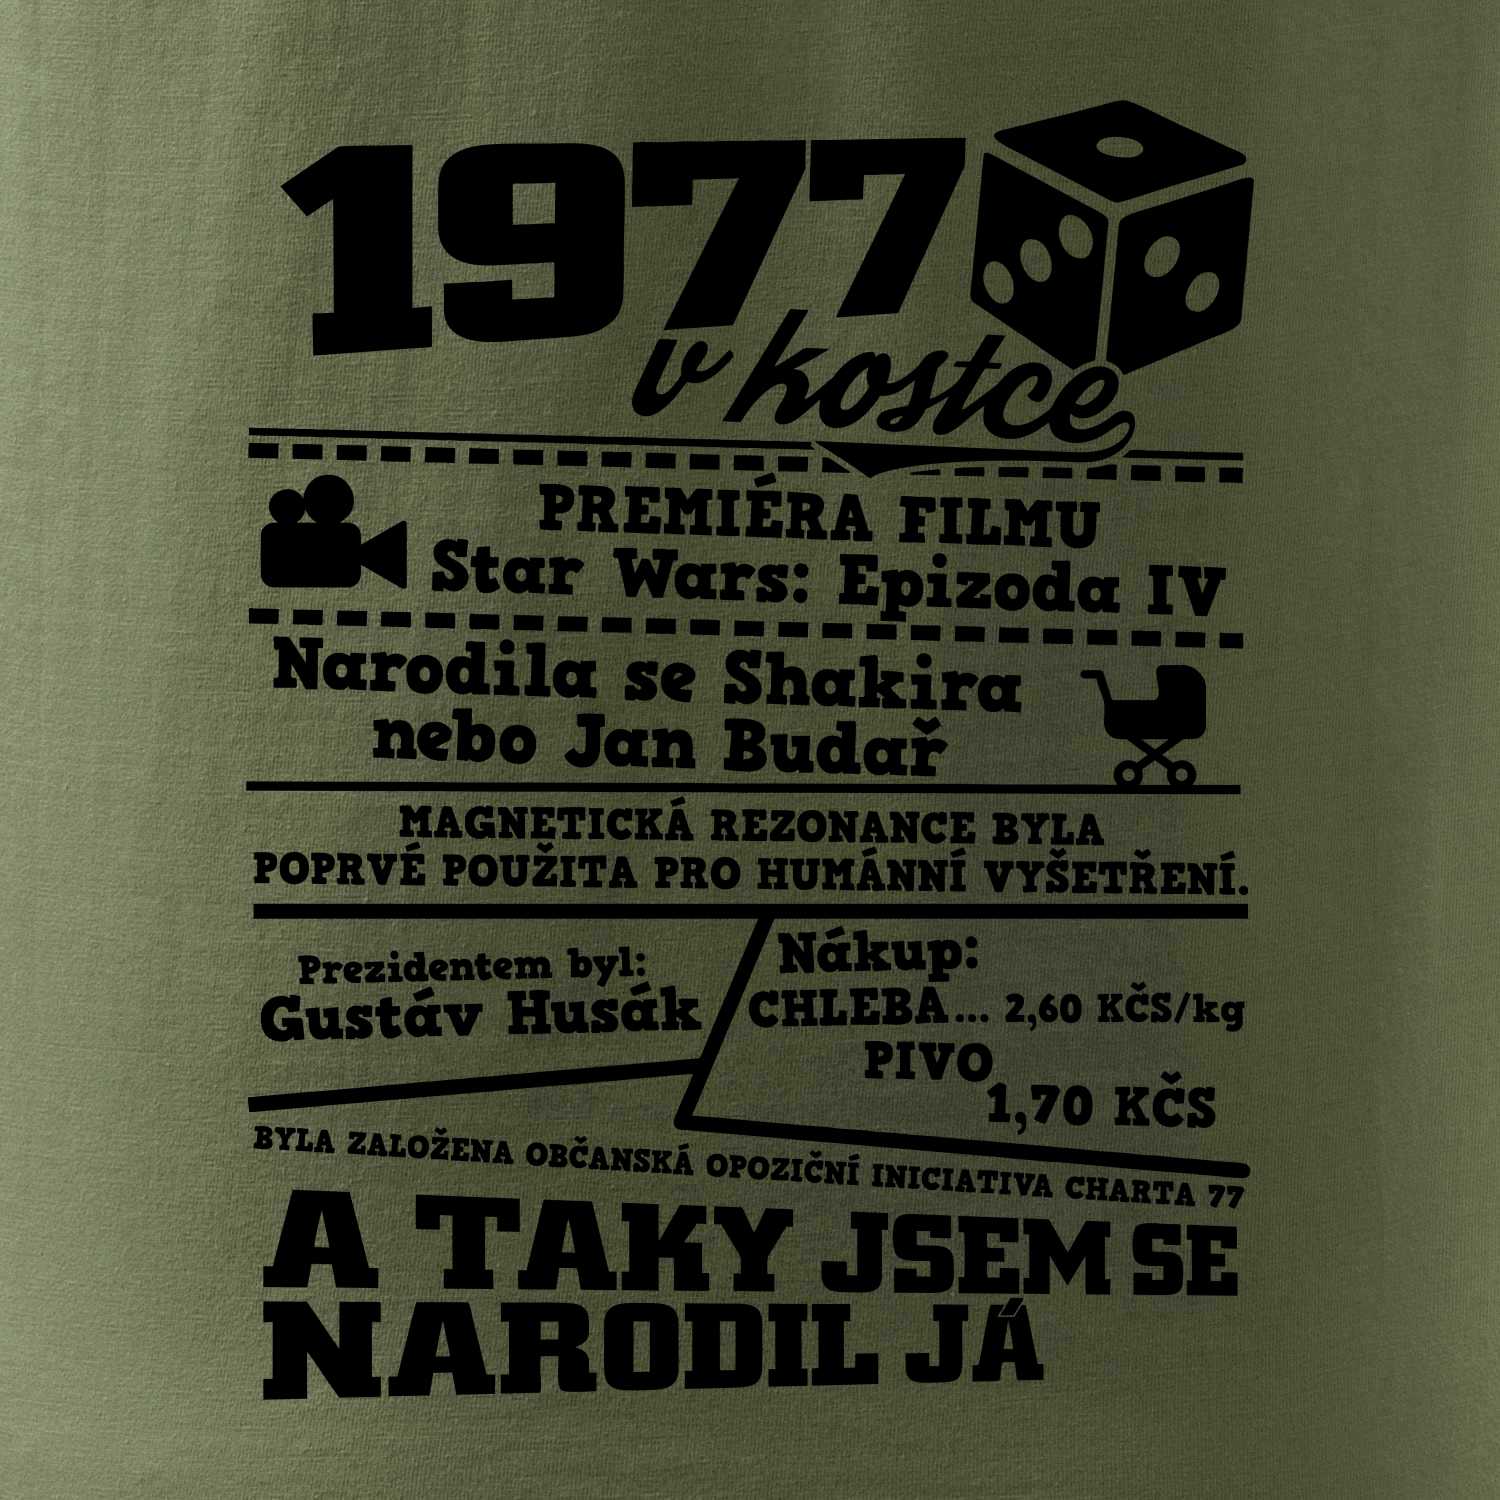 1977
v kostce
PREMIÉRA FILMU
Star Wars: Epizoda IV
Narodila se Shakira
nebo Jan Budař
MAGNETICKÁ REZONANCE BYLA
POPRVÉ POUŽITA PRO HUMÁNNÍ VYŠETŘENÍ.
Prezidentem byl:
Gustáv Husák
Nákup:
CHLEBA... 2,60 KČS/kg
PIVO
1,70 KČS
BYLA ZALOŽENA OBČANSKÁ OPOZIČNÍ INICIATIVA CHARTA 77
A TAKY JSEM SE
NARODIL JÁ